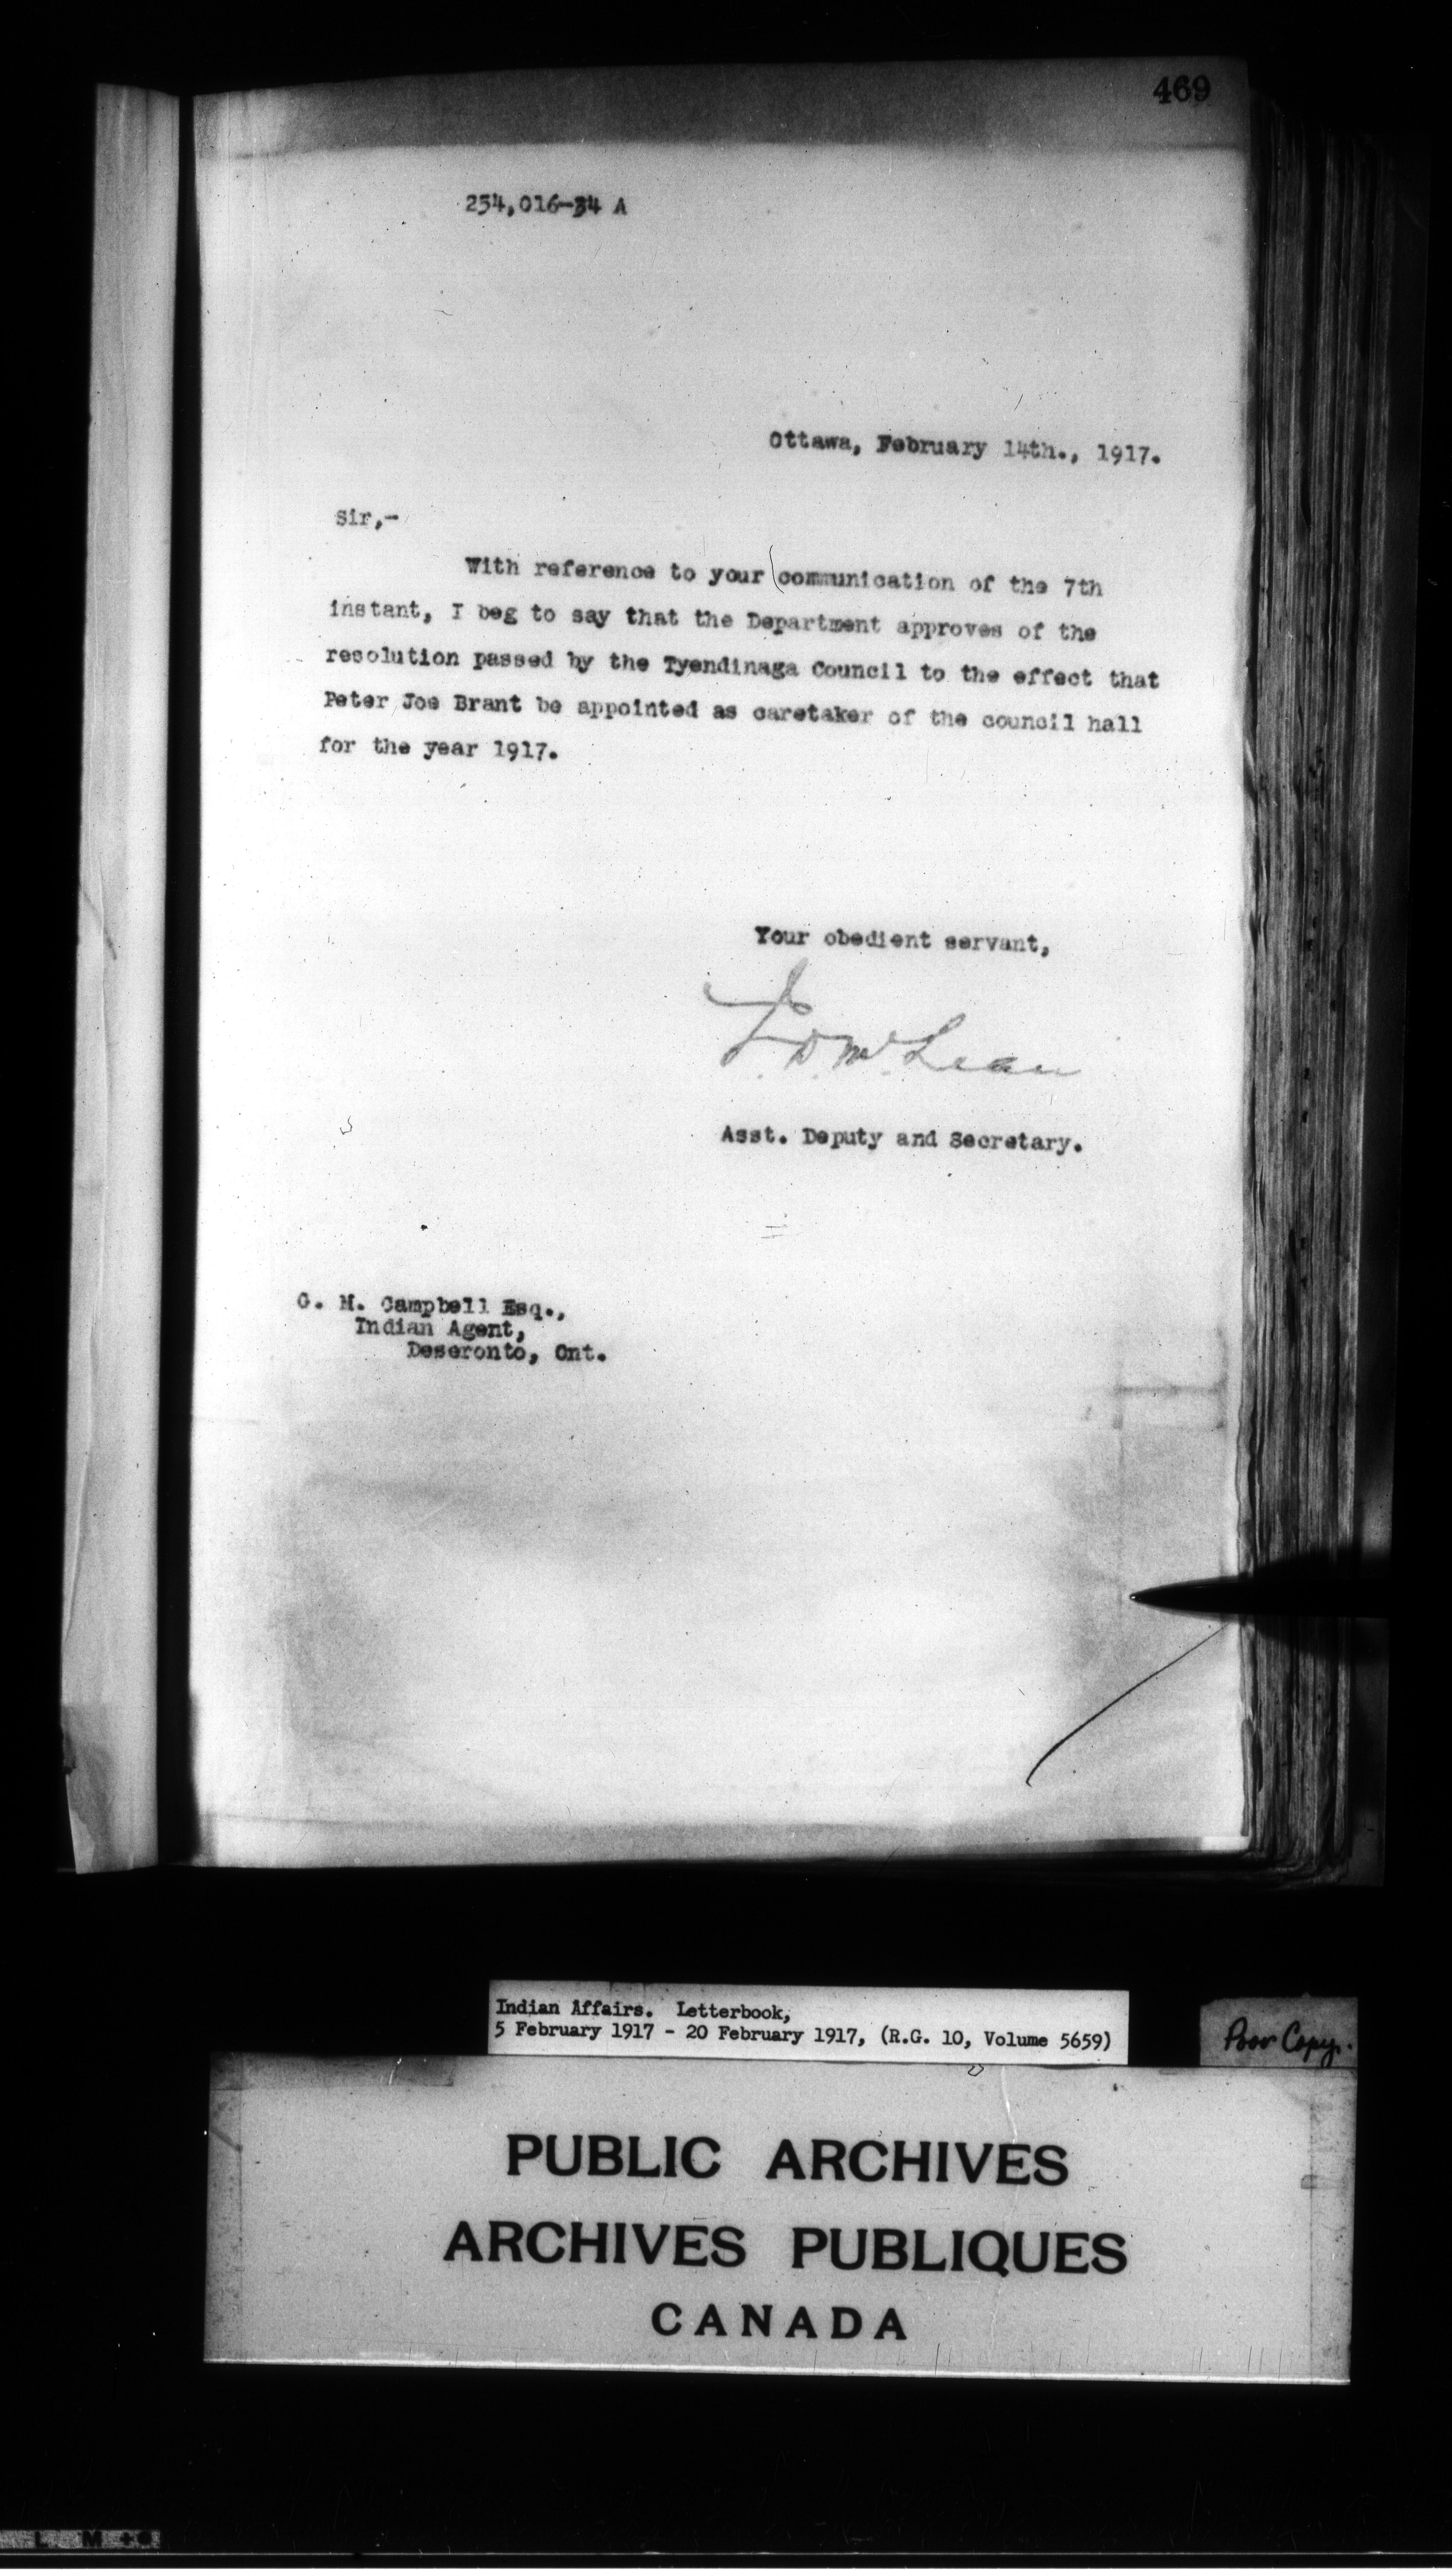 469
254,016-34 A
Ottawa, February 14th., 1917.
Sir,-
With reference to your communication of the 7th
instant, I beg to say that the Department approves of the
resolution passed by the Tyendinaga Council to the effect that
Peter Joe Brant be appointed as caretaker of the council hall
for the year 1917.
Your obedient servant,
J. D. McLean
Asst. Deputy and Secretary.
G. M. Campbell Esq.,
Indian Agent,
Deseronto, Ont.
Indian Affairs. Letterbook,
5 February 1917 - 20 February 1917, (R.G. 10, Volume 5659)
Poor Copy.
PUBLIC ARCHIVES
ARCHIVES PUBLIQUES
CANADA